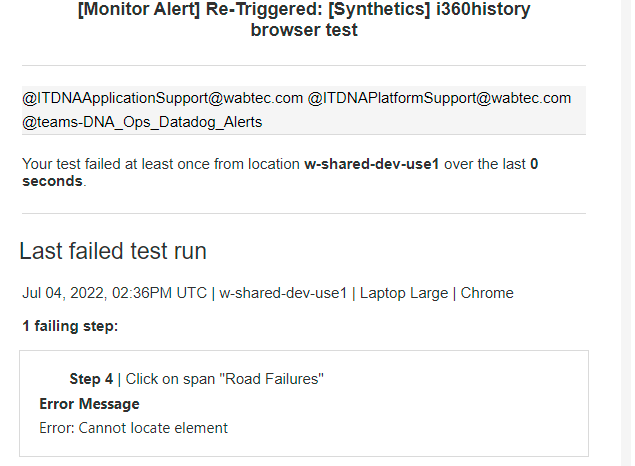 [Monitor Alert] Re-Triggered: [Synthetics] i360history
browser test
@ITDNAApplicationSupport@wabtec.com @ITDNAPlatformSupport@wabtec.com
@teams-DNA_Ops_Datadog_Alerts
Your test failed at least once from location w-shared-dev-use1 over the last 0
seconds.
Last failed test run
Jul 04, 2022, 02:36PM UTC | w-shared-dev-use1 | Laptop Large | Chrome
1 failing step:
Step 4 | Click on span "Road Failures"
Error Message
Error: Cannot locate element